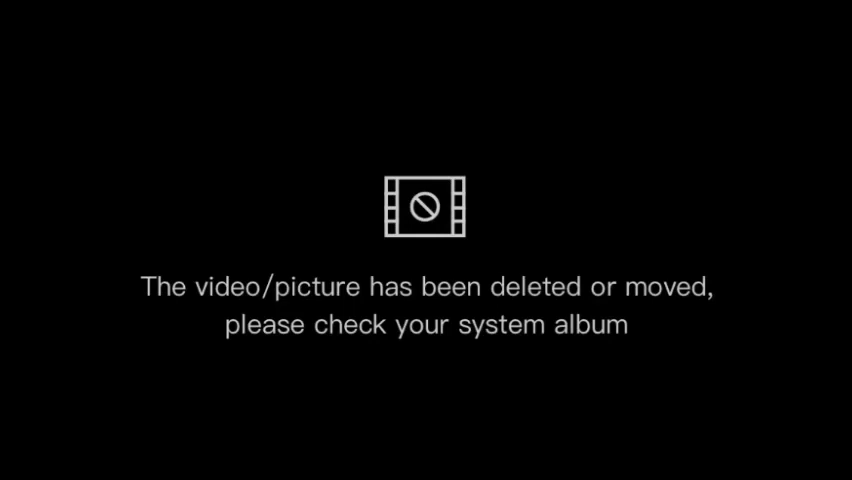 The video/picture has been deleted or moved,
please check your system album